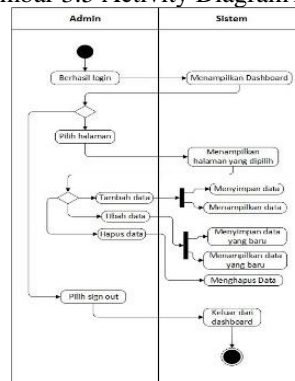 3.3 Activity Diagram
Admin
Sistem
Berhasil login
Menampilkan Dashboard
Pilih halaman
Menampilkan
halaman yang dipilih
Tambah data
Menyimpan data
Menampilkan data
Ubah data
Hapus data
Menyimpan data
yang baru
Menampilkan data
yang baru
Menghapus Data
Pilih sign out
Keluar dari
dashboard